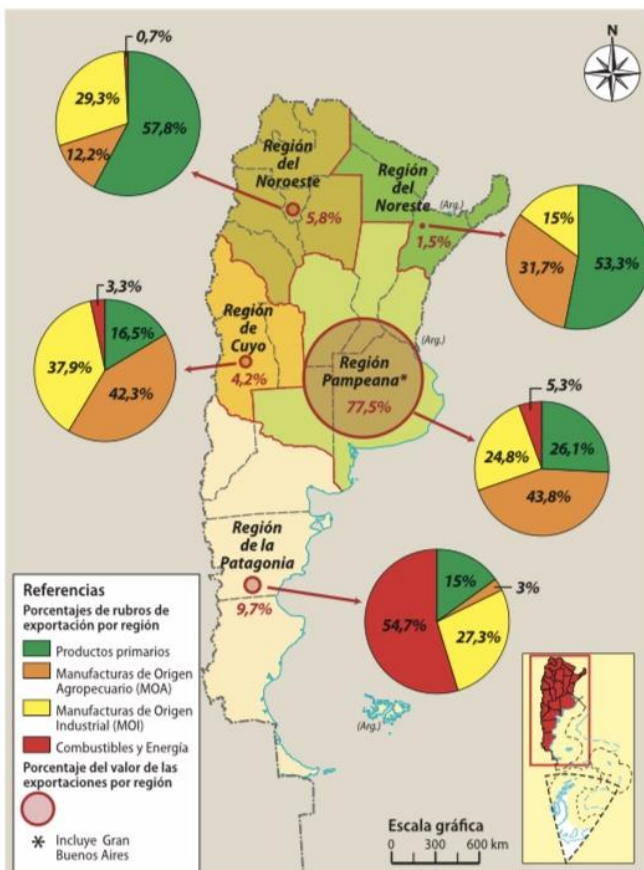 0,7%
29,3%
12,2%
57,8%
N
Región
del
Noroeste
5,8%
Región
del
Noreste
(Arg.)
1,5%
15%
31,7%
53,3%
3,3%
16,5%
37,9%
42,3%
Región
de
Cuyo
4,2%
(Arg.)
Región
Pampeana*
77,5%
5,3%
24,8%
26,1%
43,8%
Región
de la
Patagonia
9,7%
15%
3%
54,7%
27,3%
(Arg.)
Referencias
Porcentajes de rubros de
exportación por región
Productos primarios
Manufacturas de Origen
Agropecuario (MOA)
Manufacturas de Origen
Industrial (MOI)
Combustibles y Energía
Porcentaje del valor de las
exportaciones por región
* Incluye Gran
Buenos Aires
Escala gráfica
0 300 600 km